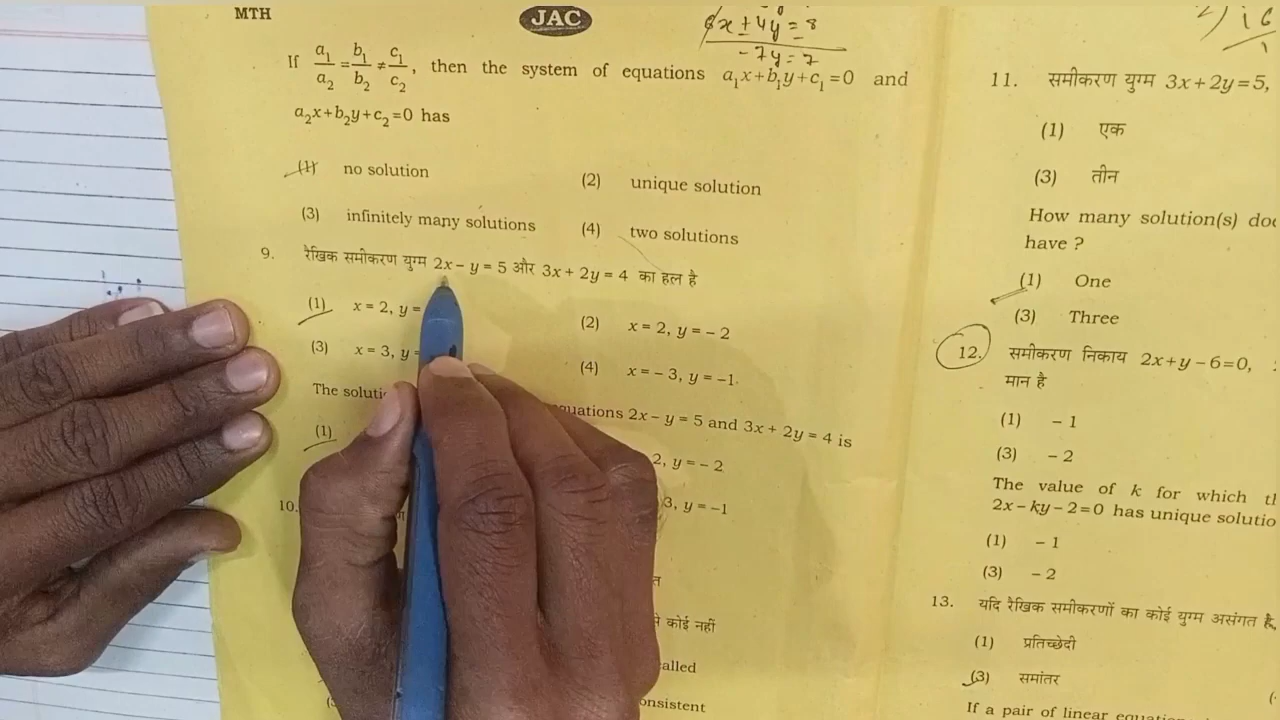 MTH
JAC
6x ± 4y = 8
-7y = 7
If a₁/a₂ = b₁/b₂ ≠ c₁/c₂, then the system of equations a₁x+b₁y+c₁=0 and
a₂x+b₂y+c₂=0 has
(1) no solution
(2) unique solution
(3) infinitely many solutions
(4) two solutions
9. रैखिक समीकरण युग्म 2x – y = 5 और 3x + 2y = 4 का हल है
(1) x = 2, y =
(2) x = 2, y = – 2
(3) x = 3, y =
(4) x = – 3, y = –1
The
equations 2x – y = 5 and 3x + 2y = 4 is
(1)
2, y = – 2
3, y = –1
10.
कोई नहीं
11. समीकरण युग्म 3x + 2y = 5,
(1) एक
(3) तीन
How many solution(s)
have ?
(1) One
(3) Three
12. समीकरण निकाय 2x + y – 6=0,
मान है
(1) – 1
(3) – 2
The value of k for which
2x – ky – 2=0 has unique
(1) – 1
(3) – 2
13. यदि रैखिक समीकरणों का कोई युग्म असंगत है,
(1) प्रतिच्छेदी
(3) समांतर
If a pair of linear